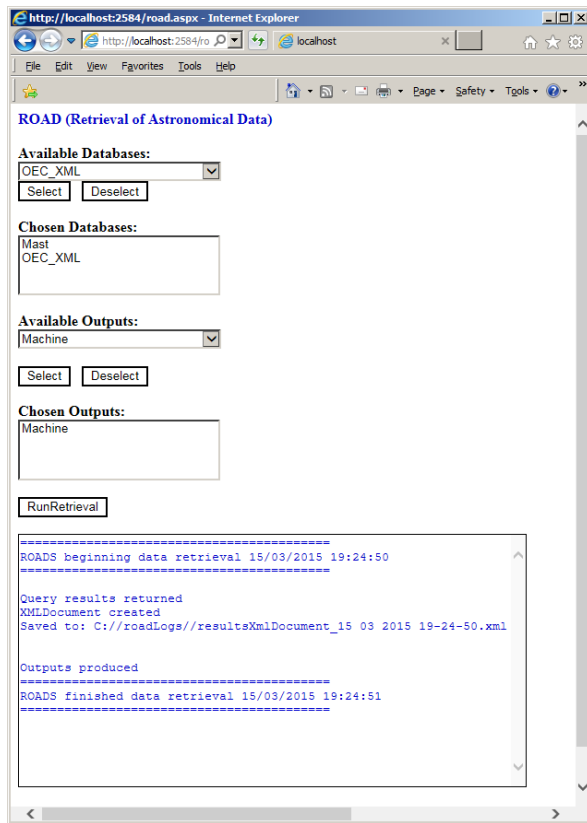 http://localhost:2584/road.aspx - Internet Explorer
http://localhost:2584/ro
localhost
File Edit View Favorites Tools Help
Page Safety Tools
ROAD (Retrieval of Astronomical Data)
Available Databases:
OEC_XML
Select Deselect
Chosen Databases:
Mast
OEC_XML
Available Outputs:
Machine
Select Deselect
Chosen Outputs:
Machine
RunRetrieval
===========================================
ROADS beginning data retrieval 15/03/2015 19:24:50
===========================================
Query results returned
XMLDocument created
Saved to: C://roadLogs//resultsXmlDocument_15 03 2015 19-24-50.xml
Outputs produced
===========================================
ROADS finished data retrieval 15/03/2015 19:24:51
===========================================